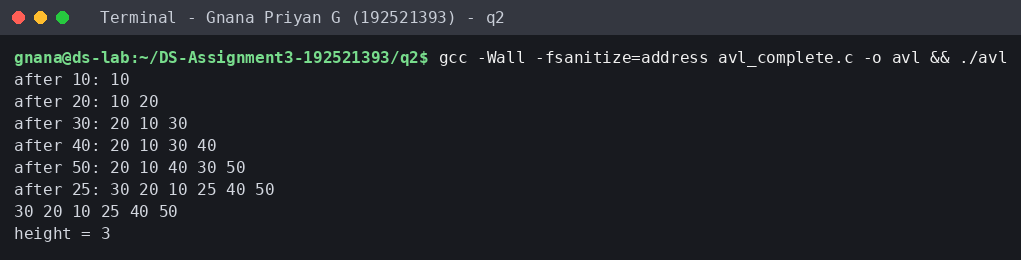 Terminal - Gnana Priyan G (192521393) - q2
gnana@ds-lab:~/DS-Assignment3-192521393/q2$ gcc -Wall -fsanitize=address avl_complete.c -o avl && ./avl
after 10: 10
after 20: 10 20
after 30: 20 10 30
after 40: 20 10 30 40
after 50: 20 10 40 30 50
after 25: 30 20 10 25 40 50
30 20 10 25 40 50
height = 3